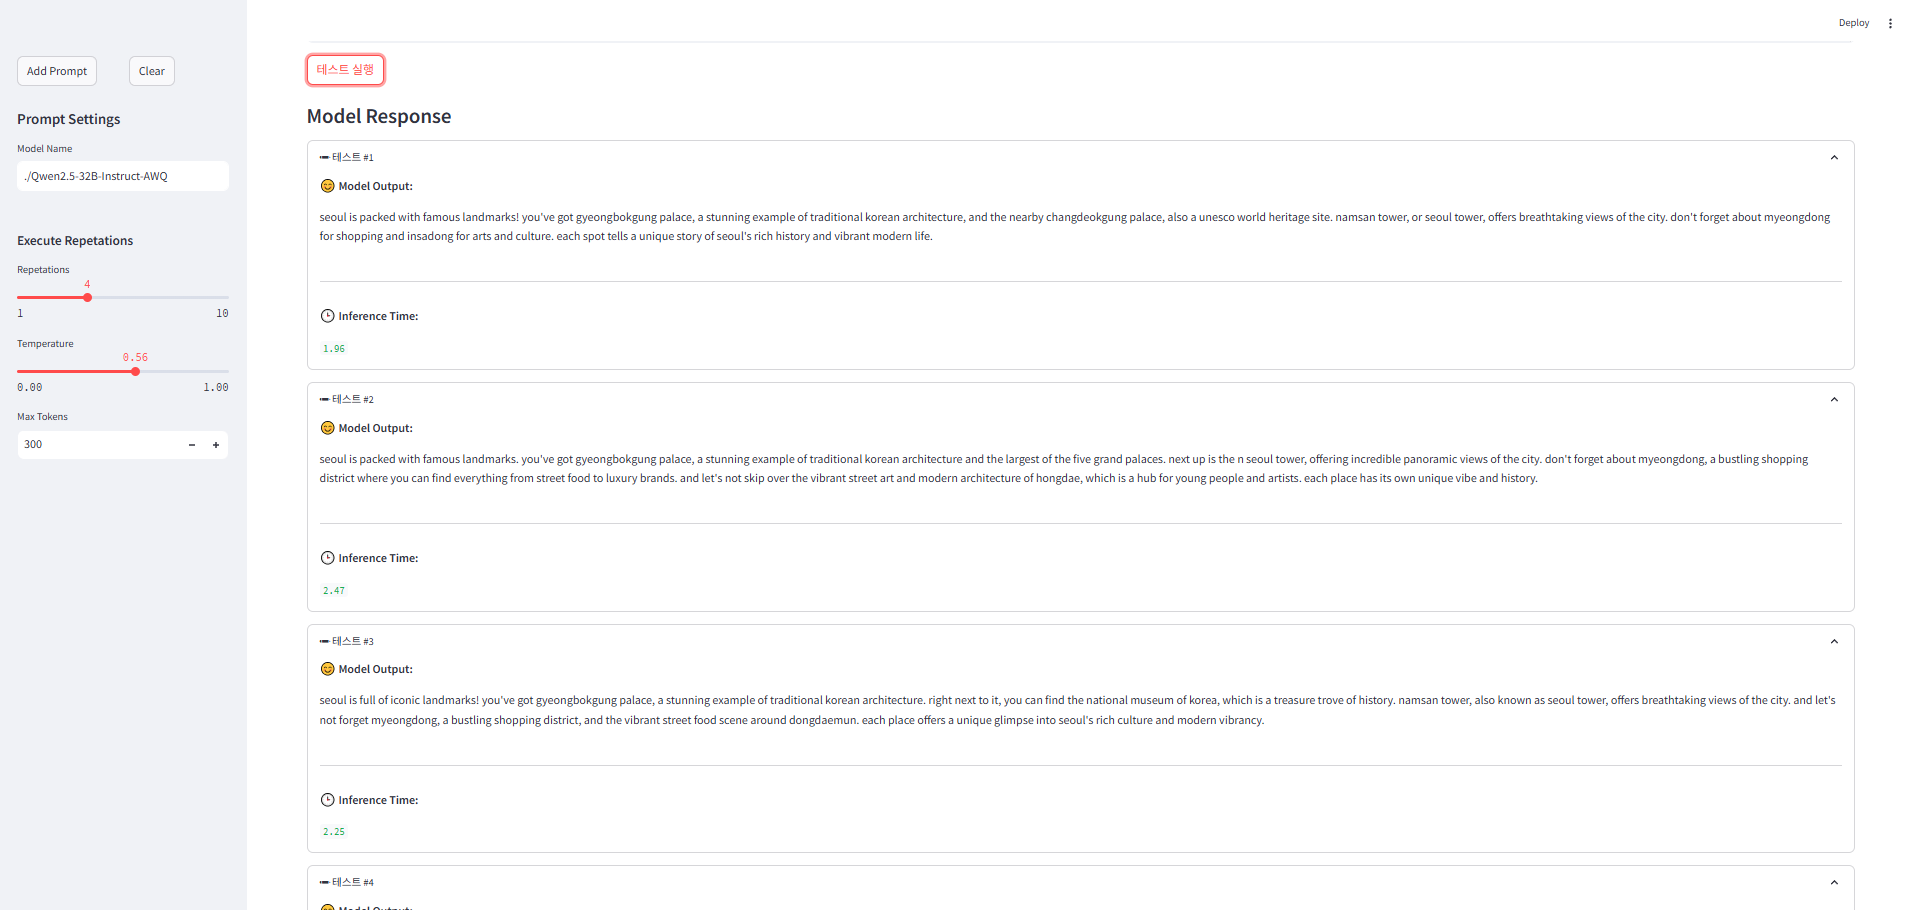 Deploy
Add Prompt
Clear
Prompt Settings
Model Name
./Qwen2.5-32B-Instruct-AWQ
Execute Repetations
Repetations
4
1
10
Temperature
0.56
0.00
1.00
Max Tokens
300
테스트 실행
Model Response
테스트 #1
Model Output:
seoul is packed with famous landmarks! you've got gyeongbokgung palace, a stunning example of traditional korean architecture, and the nearby changdeokgung palace, also a unesco world heritage site. namsan tower, or seoul tower, offers breathtaking views of the city. don't forget about myeongdong
for shopping and insadong for arts and culture. each spot tells a unique story of seoul's rich history and vibrant modern life.
Inference Time:
1.96
테스트 #2
Model Output:
seoul is packed with famous landmarks. you've got gyeongbokgung palace, a stunning example of traditional korean architecture and the largest of the five grand palaces. next up is the n seoul tower, offering incredible panoramic views of the city. don't forget about myeongdong, a bustling shopping
district where you can find everything from street food to luxury brands. and let's not skip over the vibrant street art and modern architecture of hongdae, which is a hub for young people and artists. each place has its own unique vibe and history.
Inference Time:
2.47
테스트 #3
Model Output:
seoul is full of iconic landmarks! you've got gyeongbokgung palace, a stunning example of traditional korean architecture. right next to it, you can find the national museum of korea, which is a treasure trove of history. namsan tower, also known as seoul tower, offers breathtaking views of the city. and let's
not forget myeongdong, a bustling shopping district, and the vibrant street food scene around dongdaemun. each place offers a unique glimpse into seoul's rich culture and modern vibrancy.
Inference Time:
2.25
테스트 #4
Model Output: